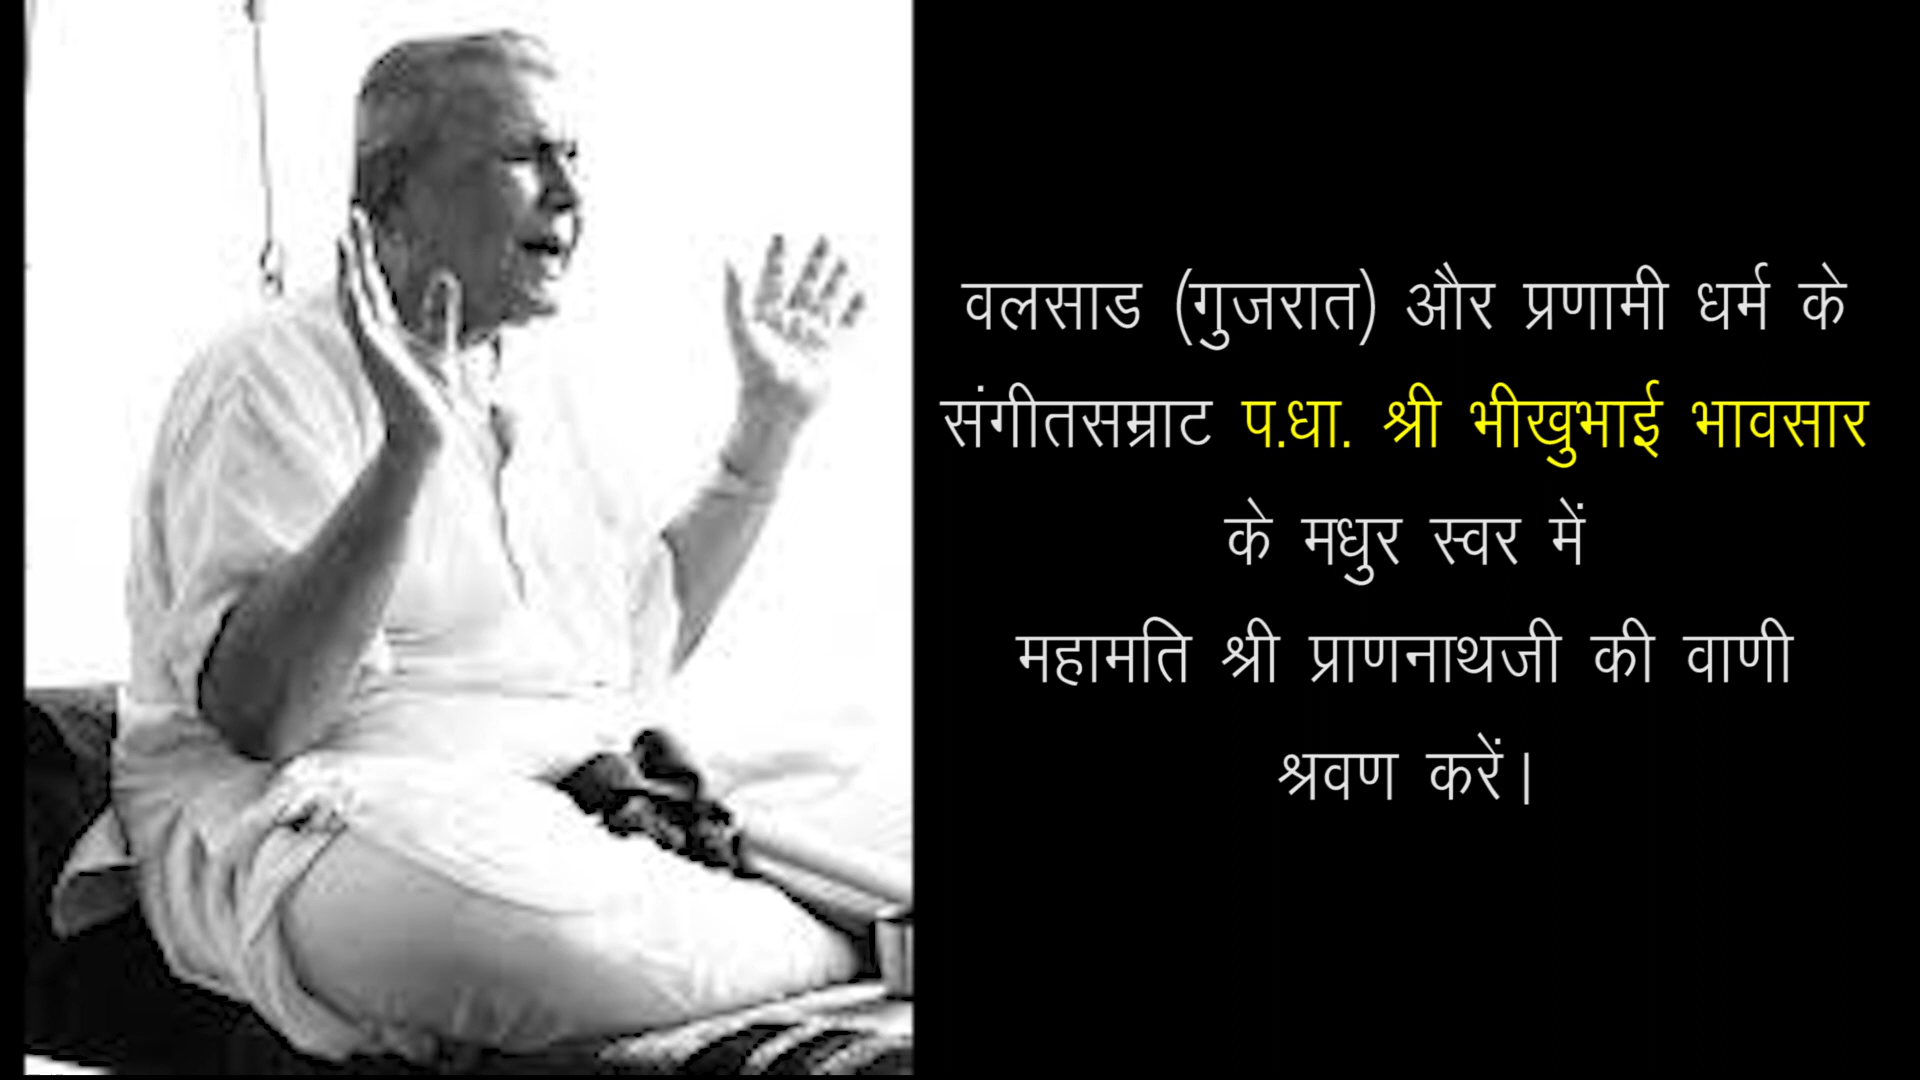 वलसाड (गुजरात) और प्रणामी धर्म के
संगीतसम्राट प.धा. श्री भीखुभाई भावसार
के मधुर स्वर में
महामति श्री प्राणनाथजी की वाणी
श्रवण करें।